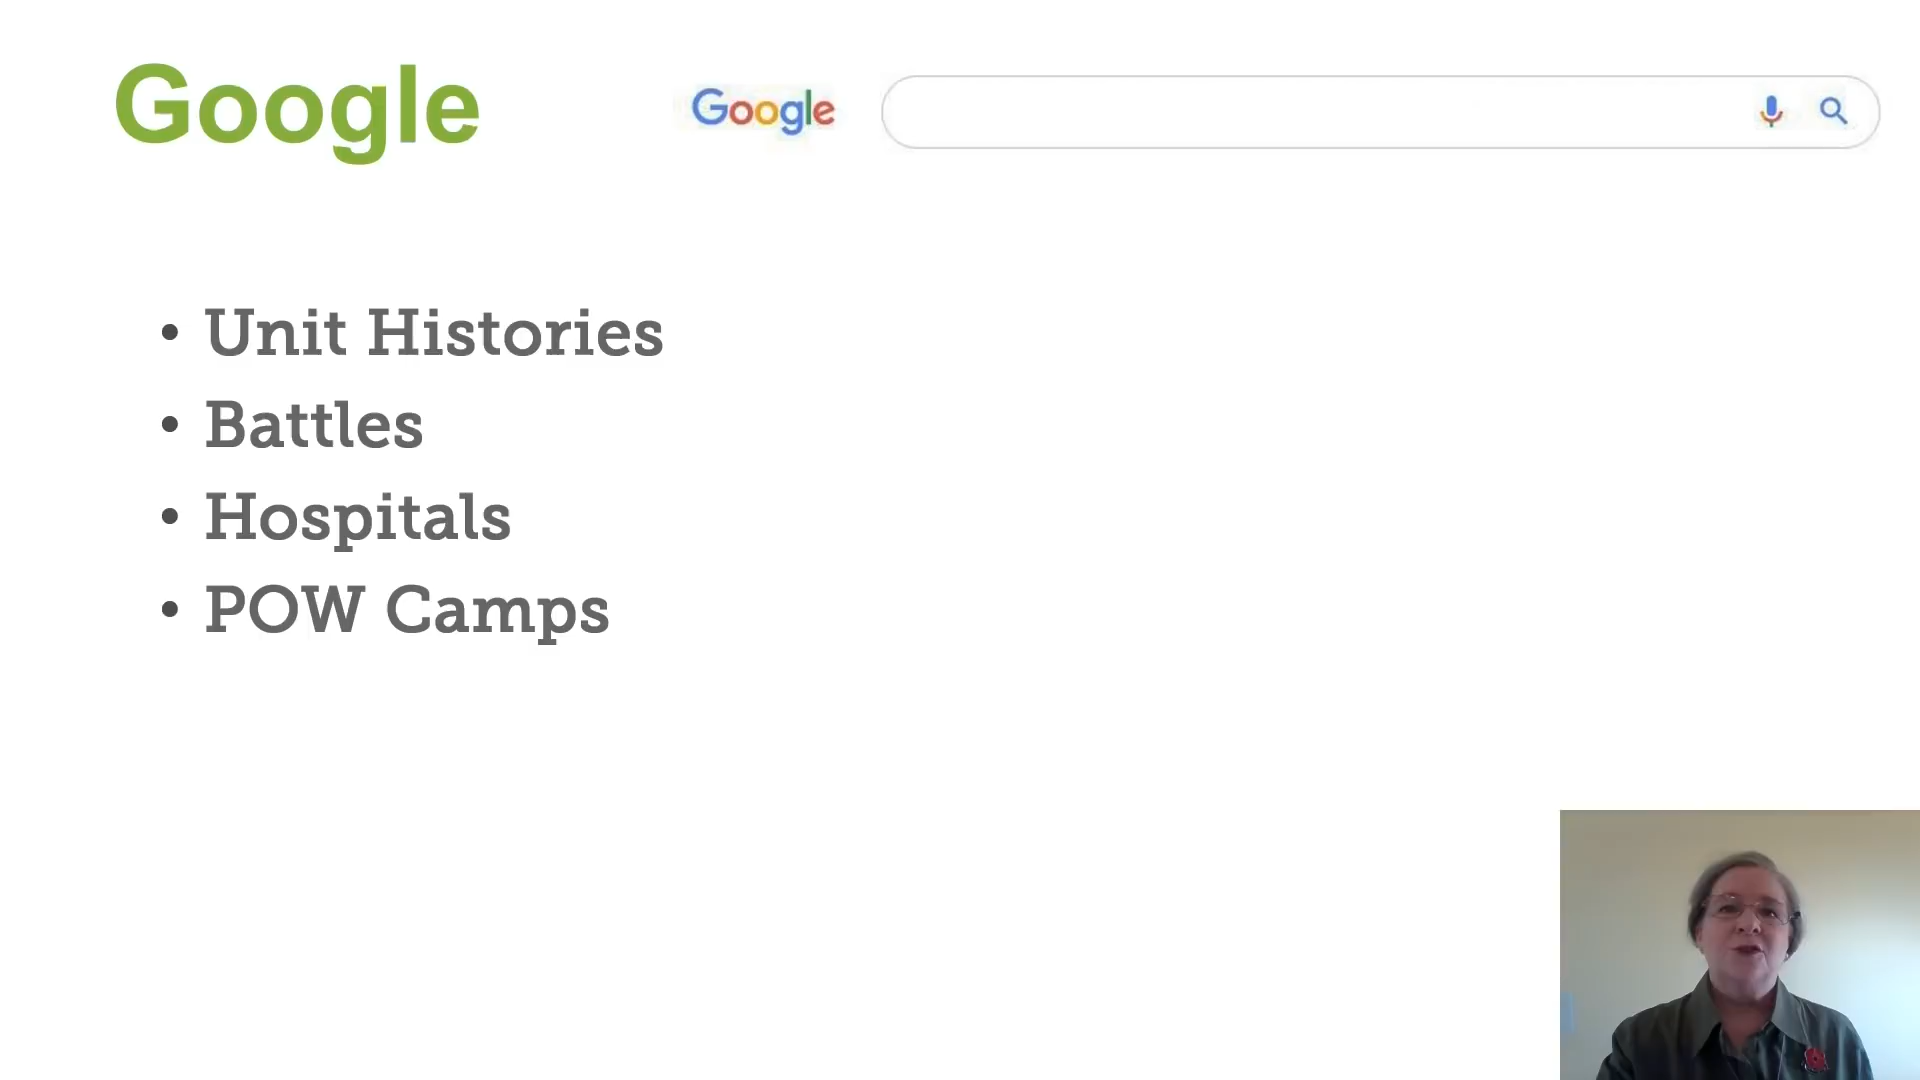 Google
Google
• Unit Histories
• Battles
• Hospitals
• POW Camps